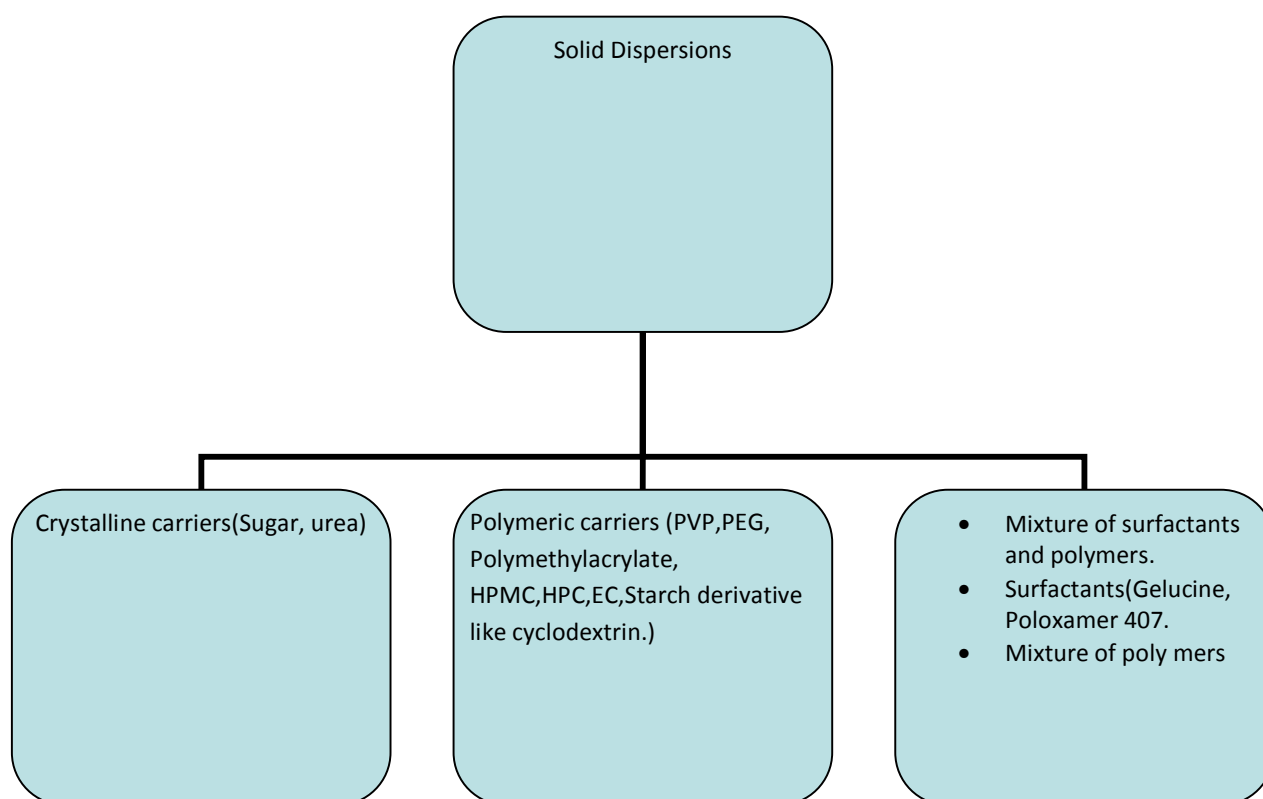 Solid Dispersions
Crystalline carriers(Sugar, urea)
Polymeric carriers (PVP,PEG,
Polymethylacrylate,
HPMC,HPC,EC,Starch derivative
like cyclodextrin.)
• Mixture of surfactants
and polymers.
• Surfactants(Gelucine,
Poloxamer 407.
• Mixture of poly mers